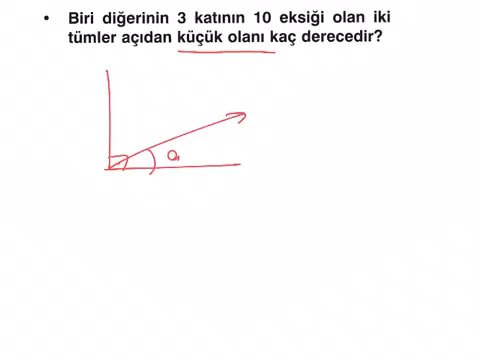 • Biri diğerinin 3 katının 10 eksiği olan iki
tümler açıdan küçük olanı kaç derecedir?
a